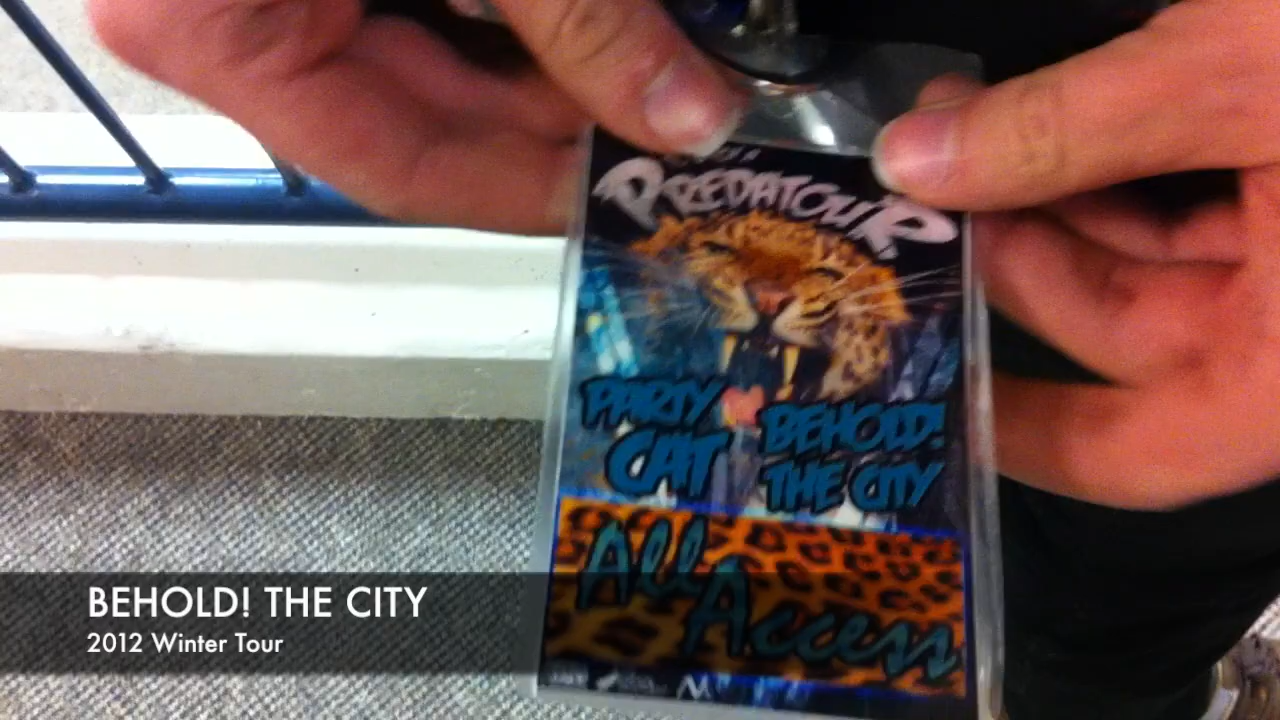 PREDATOUR
PARTY
CAT
BEHOLD!
THE CITY
All
Access
BEHOLD! THE CITY
2012 Winter Tour